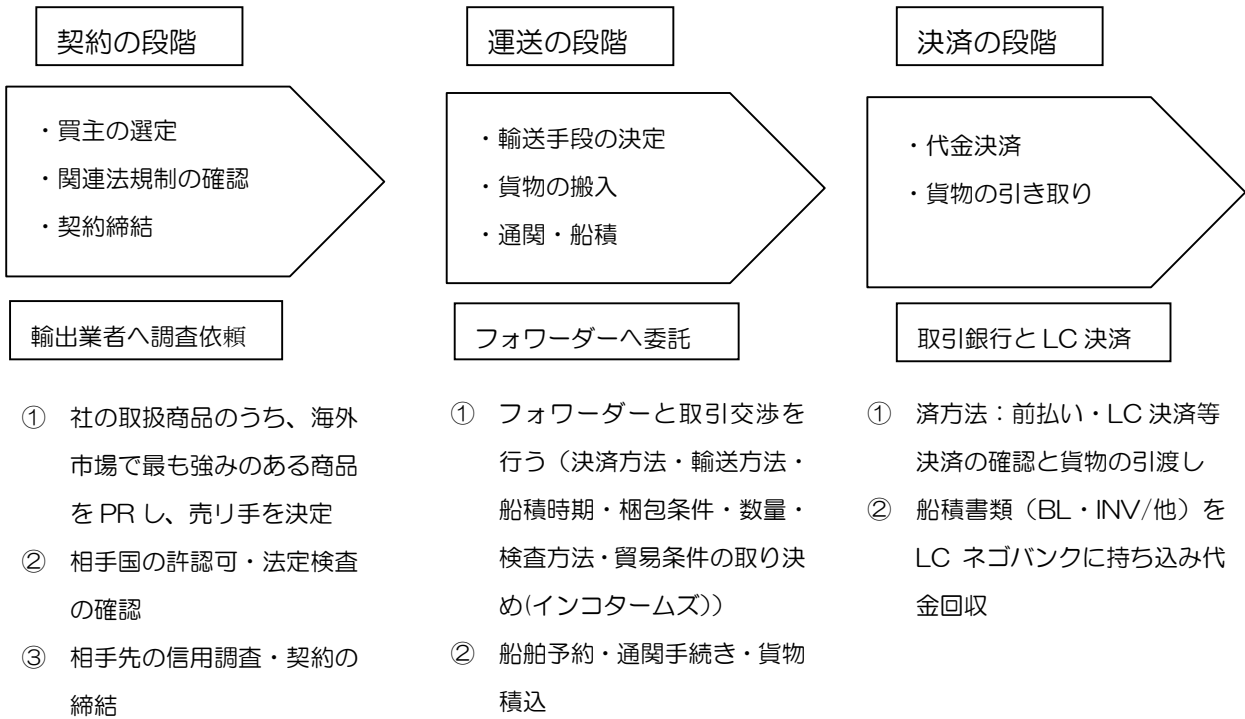 契約の段階
・買主の選定
・関連法規制の確認
・契約締結
輸出業者へ調査依頼
① 社の取扱商品のうち、海外
市場で最も強みのある商品
をPRし、売り手を決定
② 相手国の許認可・法定検査
の確認
③ 相手先の信用調査・契約の
締結
運送の段階
・輸送手段の決定
・貨物の搬入
・通関・船積
フォワーダーへ委託
① フォワーダーと取引交渉を
行う（決済方法・輸送方法・
船積時期・梱包条件・数量・
検査方法・貿易条件の取り決
め(インコタームズ)）
② 船舶予約・通関手続き・貨物
積込
決済の段階
・代金決済
・貨物の引き取り
取引銀行とLC決済
① 済方法：前払い・LC決済等
決済の確認と貨物の引渡し
② 船積書類（BL・INV/他）を
LC ネゴバンクに持ち込み代
金回収